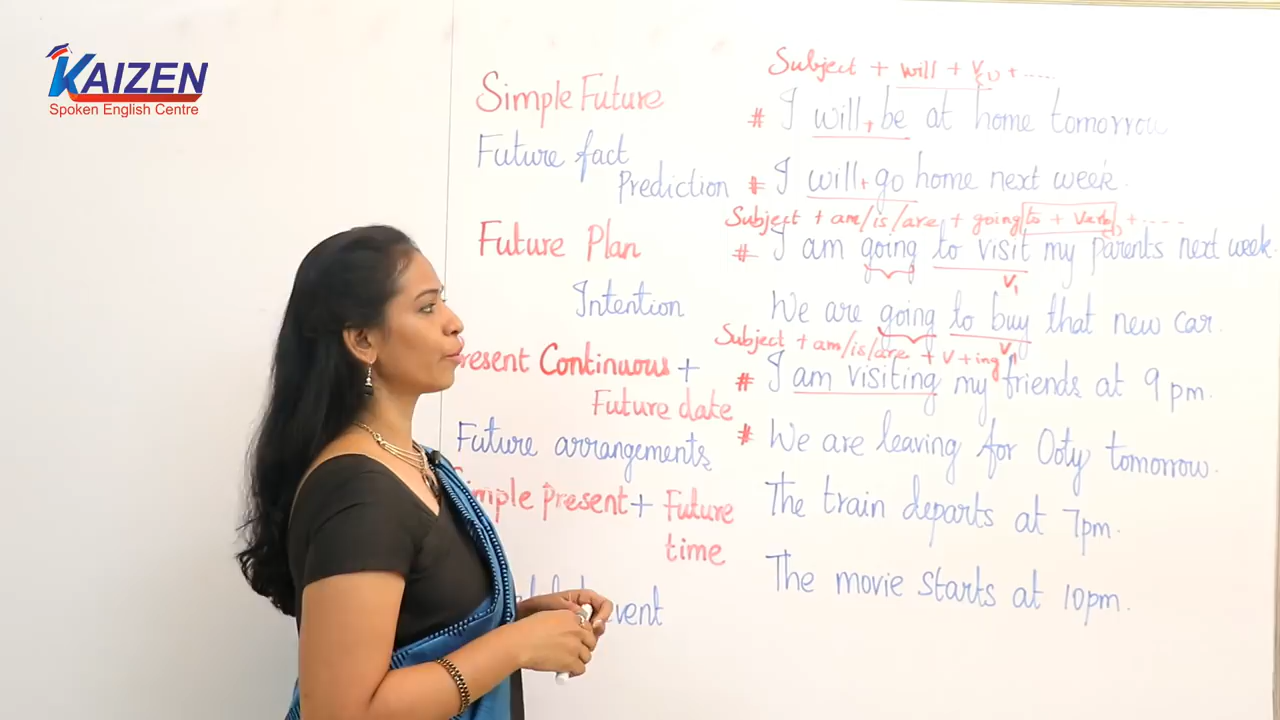 KAIZEN
Spoken English Centre
Simple Future
Future fact
Prediction
Subject + will + V1 + .....
# I will + be at home tomorrow
# I will + go home next week.
Future Plan
Intention
Subject + am/is/are + going to + + ....
# I am going to visit my parents next week.
V1
We are going to buy that new car.
V1
Present Continuous +
Future date
Future arrangements
Subject + am/is/are + V + ing
# I am visiting my friends at 9 pm.
# We are leaving for Ooty tomorrow.
Simple Present + Future
time
event
The train departs at 7pm.
The movie starts at 10pm.